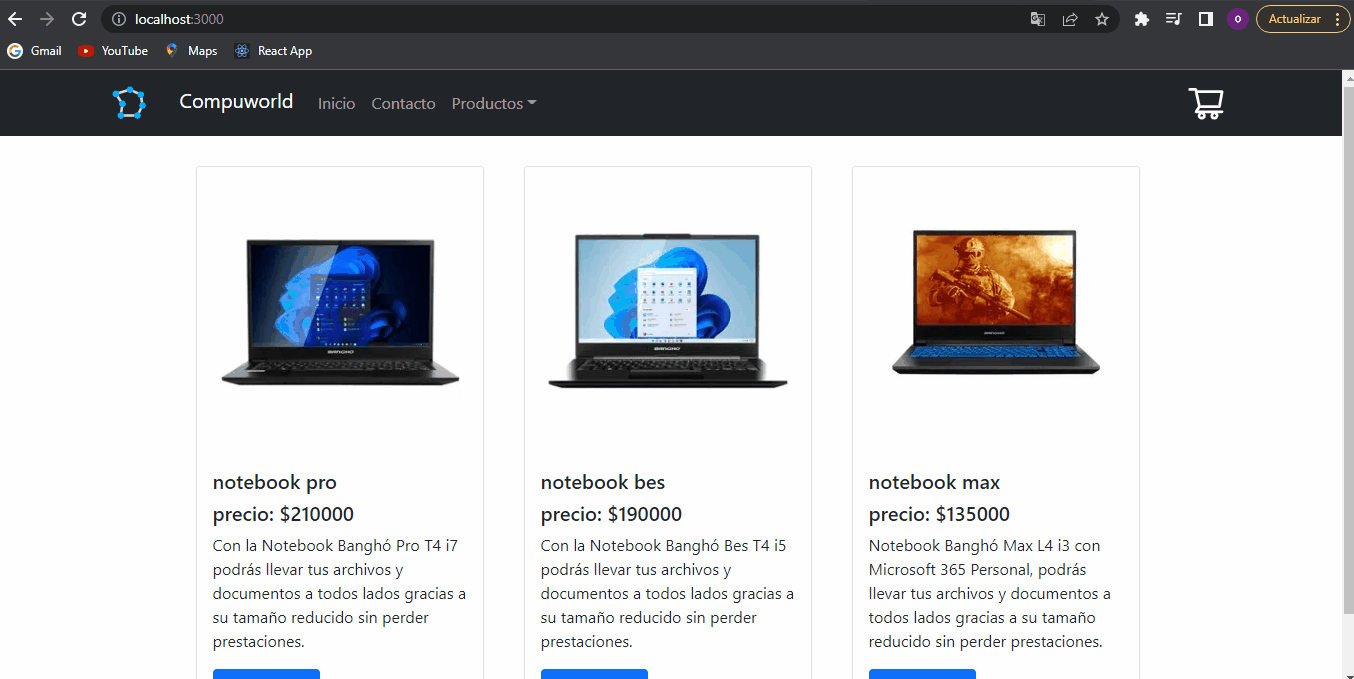 localhost:3000
o
Actualizar
Gmail
YouTube
Maps
React App
Compuworld
Inicio
Contacto
Productos
BANGHO
BANGHO
BANGHO
notebook pro
precio: $210000
Con la Notebook Banghó Pro T4 i7
podrás llevar tus archivos y
documentos a todos lados gracias a
su tamaño reducido sin perder
prestaciones.
notebook bes
precio: $190000
Con la Notebook Banghó Bes T4 i5
podrás llevar tus archivos y
documentos a todos lados gracias a
su tamaño reducido sin perder
prestaciones.
notebook max
precio: $135000
Notebook Banghó Max L4 i3 con
Microsoft 365 Personal, podrás
llevar tus archivos y documentos a
todos lados gracias a su tamaño
reducido sin perder prestaciones.